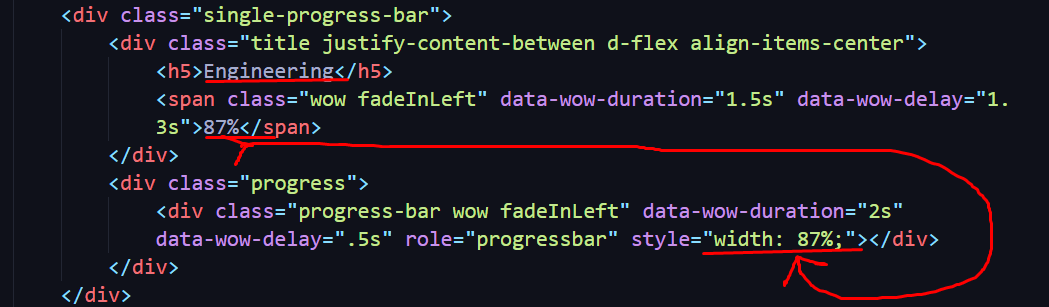 <div class="single-progress-bar">
<div class="title justify-content-between d-flex align-items-center">
<h5>Engineering</h5>
<span class="wow fadeInLeft" data-wow-duration="1.5s" data-wow-delay="1.
3s">87%</span>
</div>
<div class="progress">
<div class="progress-bar wow fadeInLeft" data-wow-duration="2s"
data-wow-delay=".5s" role="progressbar" style="width: 87%;"></div>
</div>
</div>